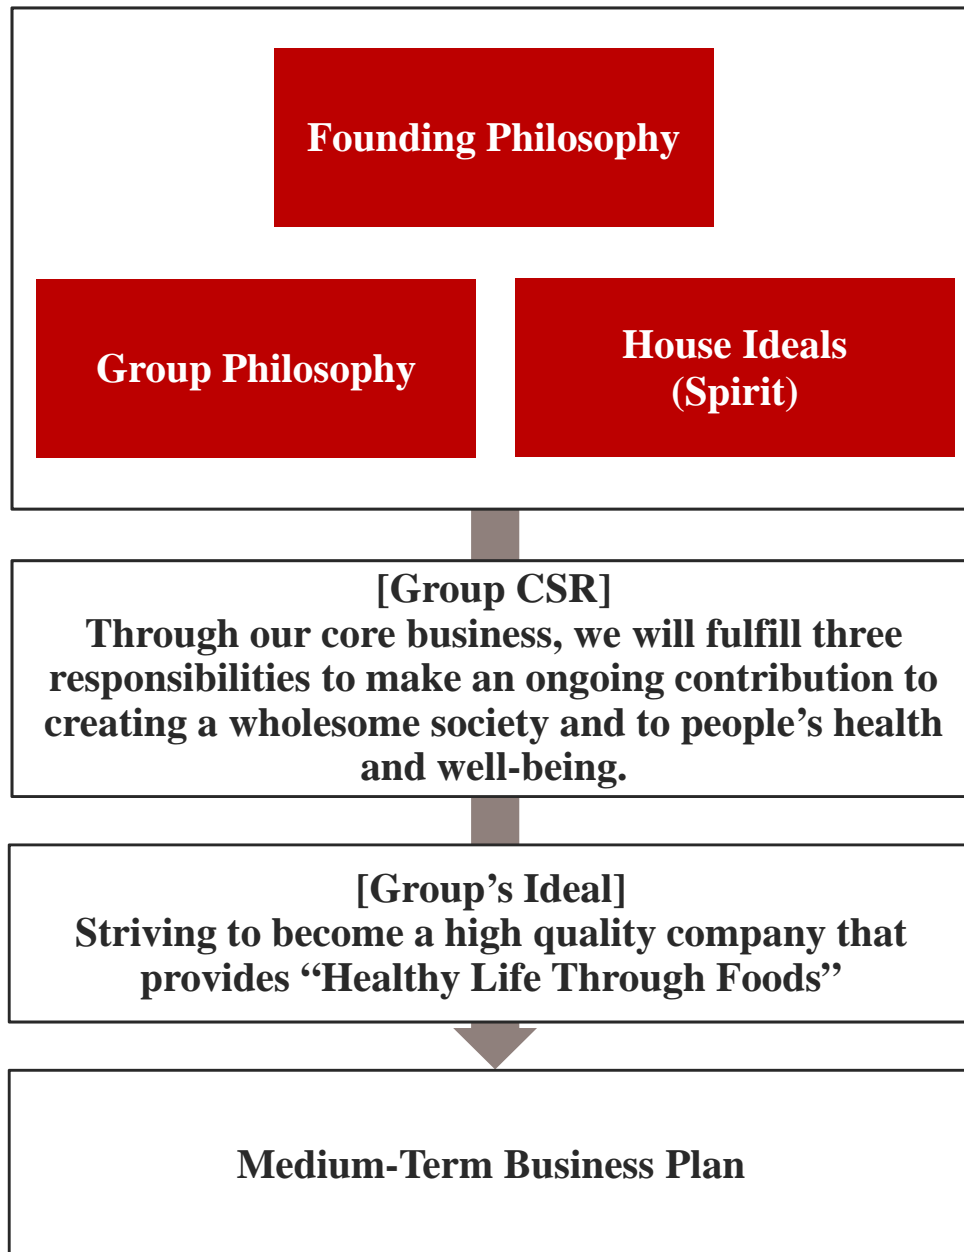 Founding Philosophy
Group Philosophy
House Ideals
(Spirit)
[Group CSR]
Through our core business, we will fulfill three
responsibilities to make an ongoing contribution to
creating a wholesome society and to people’s health
and well-being.
[Group’s Ideal]
Striving to become a high quality company that
provides “Healthy Life Through Foods”
Medium-Term Business Plan